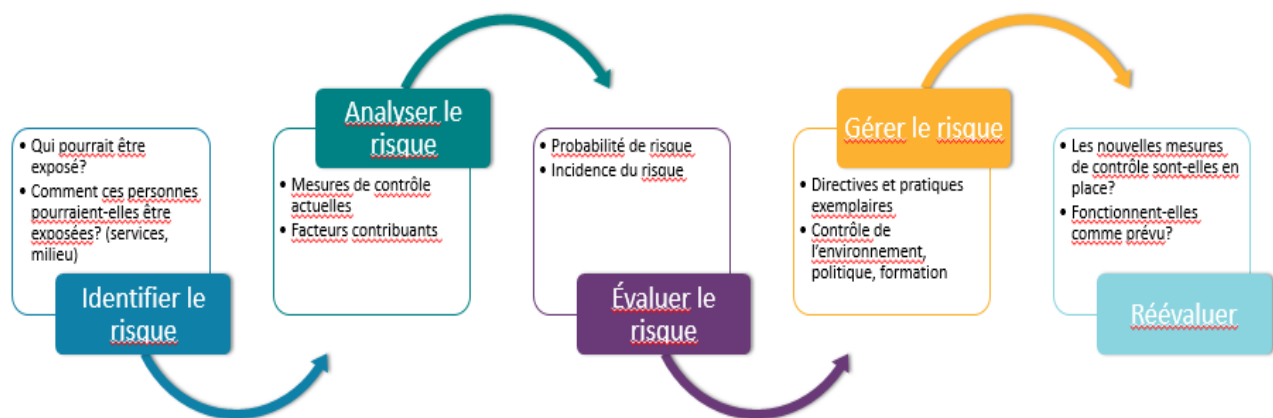 • Qui pourrait être
exposé?
• Comment ces personnes
pourraient-elles être
exposées? (services,
milieu)
Identifier le
risque
Analyser le
risque
• Mesures de contrôle
actuelles
• Facteurs contribuants
• Probabilité de risque
• Incidence du risque
Évaluer le
risque
Gérer le risque
• Directives et pratiques
exemplaires
• Contrôle de
l'environnement,
politique, formation
• Les nouvelles mesures
de contrôle sont-elles en
place?
• Fonctionnent-elles
comme prévu?
Réévaluer